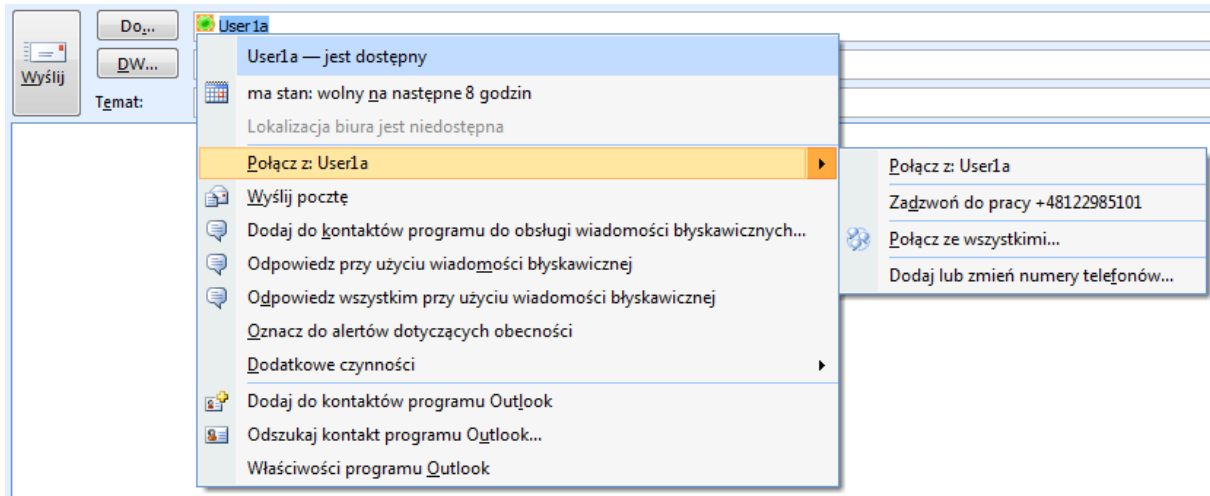 Do...
User1a
DW...
Wyślij
Temat:
User1a — jest dostępny
ma stan: wolny na następne 8 godzin
Lokalizacja biura jest niedostępna
Połącz z: User1a
Wyślij pocztę
Dodaj do kontaktów programu do obsługi wiadomości błyskawicznych...
Odpowiedz przy użyciu wiadomości błyskawicznej
Odpowiedz wszystkim przy użyciu wiadomości błyskawicznej
Oznacz do alertów dotyczących obecności
Dodatkowe czynności
Dodaj do kontaktów programu Outlook
Odszukaj kontakt programu Outlook...
Właściwości programu Outlook
Połącz z: User1a
Zadzwoń do pracy +48122985101
Połącz ze wszystkimi...
Dodaj lub zmień numery telefonów...